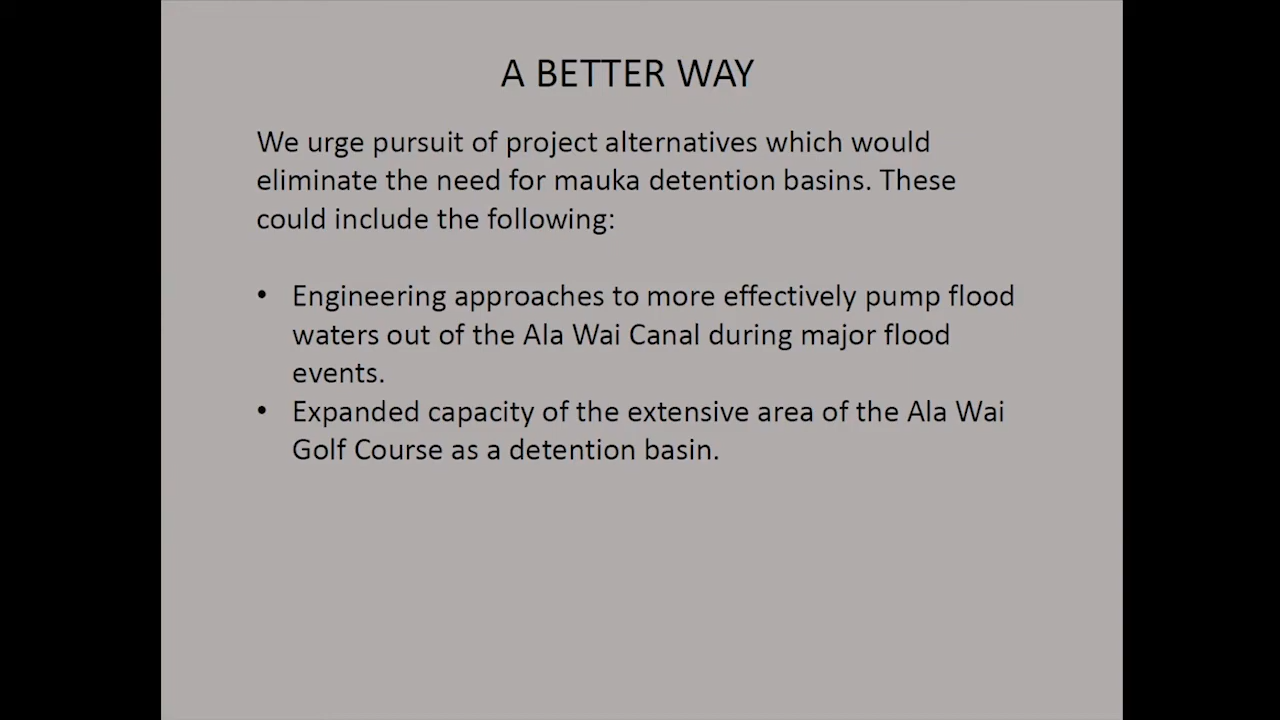 A BETTER WAY
We urge pursuit of project alternatives which would
eliminate the need for mauka detention basins. These
could include the following:
• Engineering approaches to more effectively pump flood
waters out of the Ala Wai Canal during major flood
events.
• Expanded capacity of the extensive area of the Ala Wai
Golf Course as a detention basin.